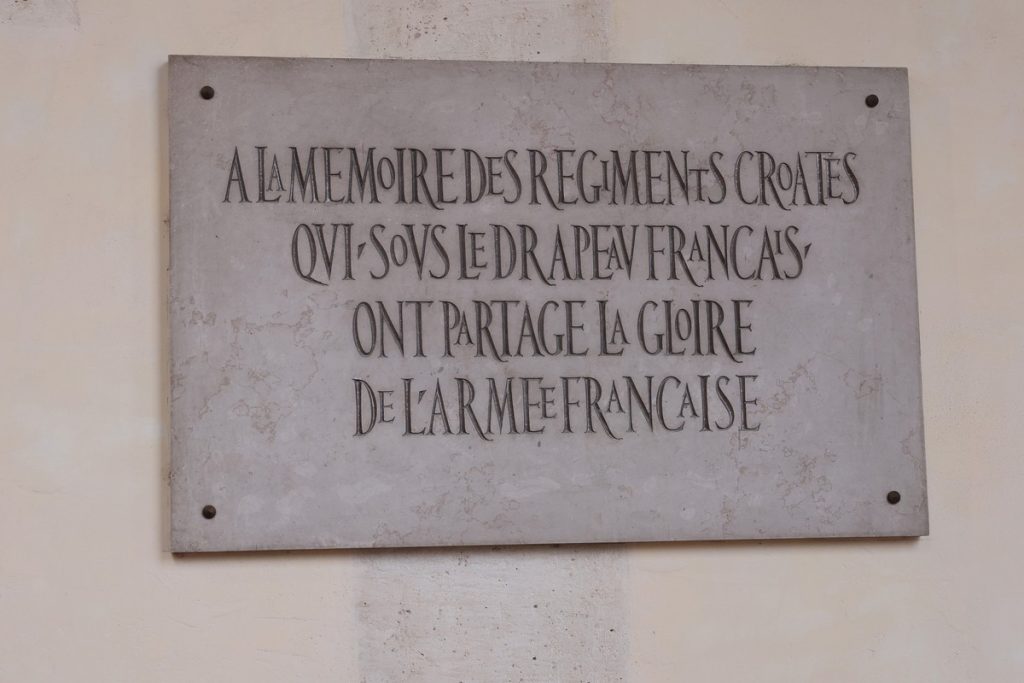 A LA MEMOIRE DES REGIMENTS CROATES
QVI·SOVS LE DRAPEAV FRANCAIS·
ONT PARTAGE LA GLOIRE
DE L'ARMEE FRANCAISE